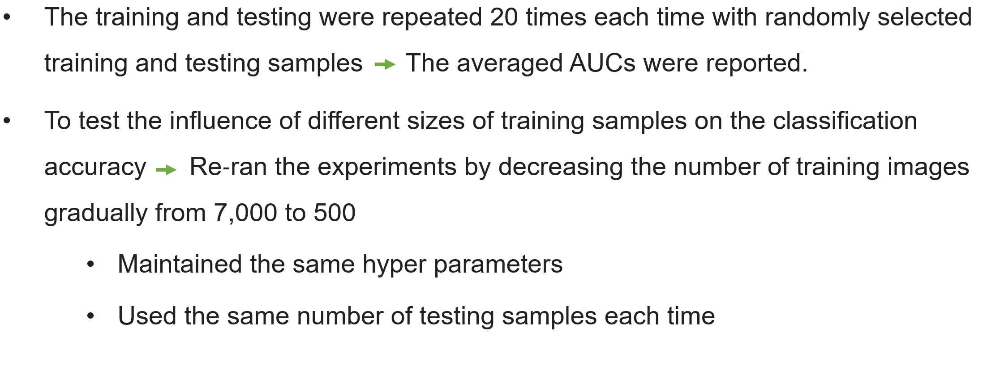 • The training and testing were repeated 20 times each time with randomly selected
training and testing samples → The averaged AUCs were reported.
• To test the influence of different sizes of training samples on the classification
accuracy → Re-ran the experiments by decreasing the number of training images
gradually from 7,000 to 500
• Maintained the same hyper parameters
• Used the same number of testing samples each time